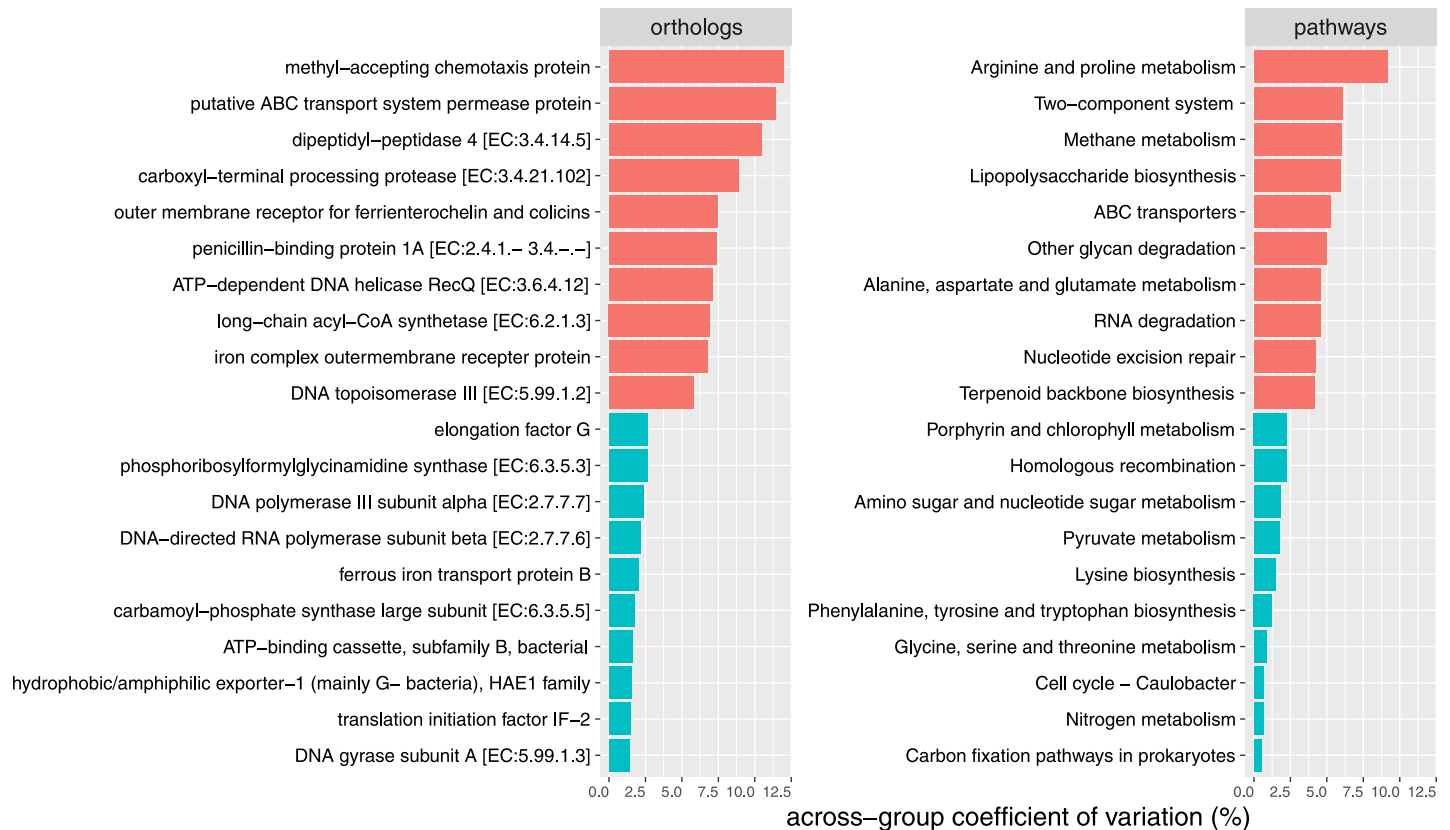 orthologs
methyl−accepting chemotaxis protein
putative ABC transport system permease protein
dipeptidyl−peptidase 4 [EC:3.4.14.5]
carboxyl−terminal processing protease [EC:3.4.21.102]
outer membrane receptor for ferrienterochelin and colicins
penicillin−binding protein 1A [EC:2.4.1.− 3.4.−.−]
ATP−dependent DNA helicase RecQ [EC:3.6.4.12]
long−chain acyl−CoA synthetase [EC:6.2.1.3]
iron complex outermembrane recepter protein
DNA topoisomerase III [EC:5.99.1.2]
elongation factor G
phosphoribosylformylglycinamidine synthase [EC:6.3.5.3]
DNA polymerase III subunit alpha [EC:2.7.7.7]
DNA−directed RNA polymerase subunit beta [EC:2.7.7.6]
ferrous iron transport protein B
carbamoyl−phosphate synthase large subunit [EC:6.3.5.5]
ATP−binding cassette, subfamily B, bacterial
hydrophobic/amphiphilic exporter−1 (mainly G− bacteria), HAE1 family
translation initiation factor IF−2
DNA gyrase subunit A [EC:5.99.1.3]
0.0 2.5 5.0 7.5 10.0 12.5
pathways
Arginine and proline metabolism
Two−component system
Methane metabolism
Lipopolysaccharide biosynthesis
ABC transporters
Other glycan degradation
Alanine, aspartate and glutamate metabolism
RNA degradation
Nucleotide excision repair
Terpenoid backbone biosynthesis
Porphyrin and chlorophyll metabolism
Homologous recombination
Amino sugar and nucleotide sugar metabolism
Pyruvate metabolism
Lysine biosynthesis
Phenylalanine, tyrosine and tryptophan biosynthesis
Glycine, serine and threonine metabolism
Cell cycle − Caulobacter
Nitrogen metabolism
Carbon fixation pathways in prokaryotes
0.0 2.5 5.0 7.5 10.0 12.5
across−group coefficient of variation (%)